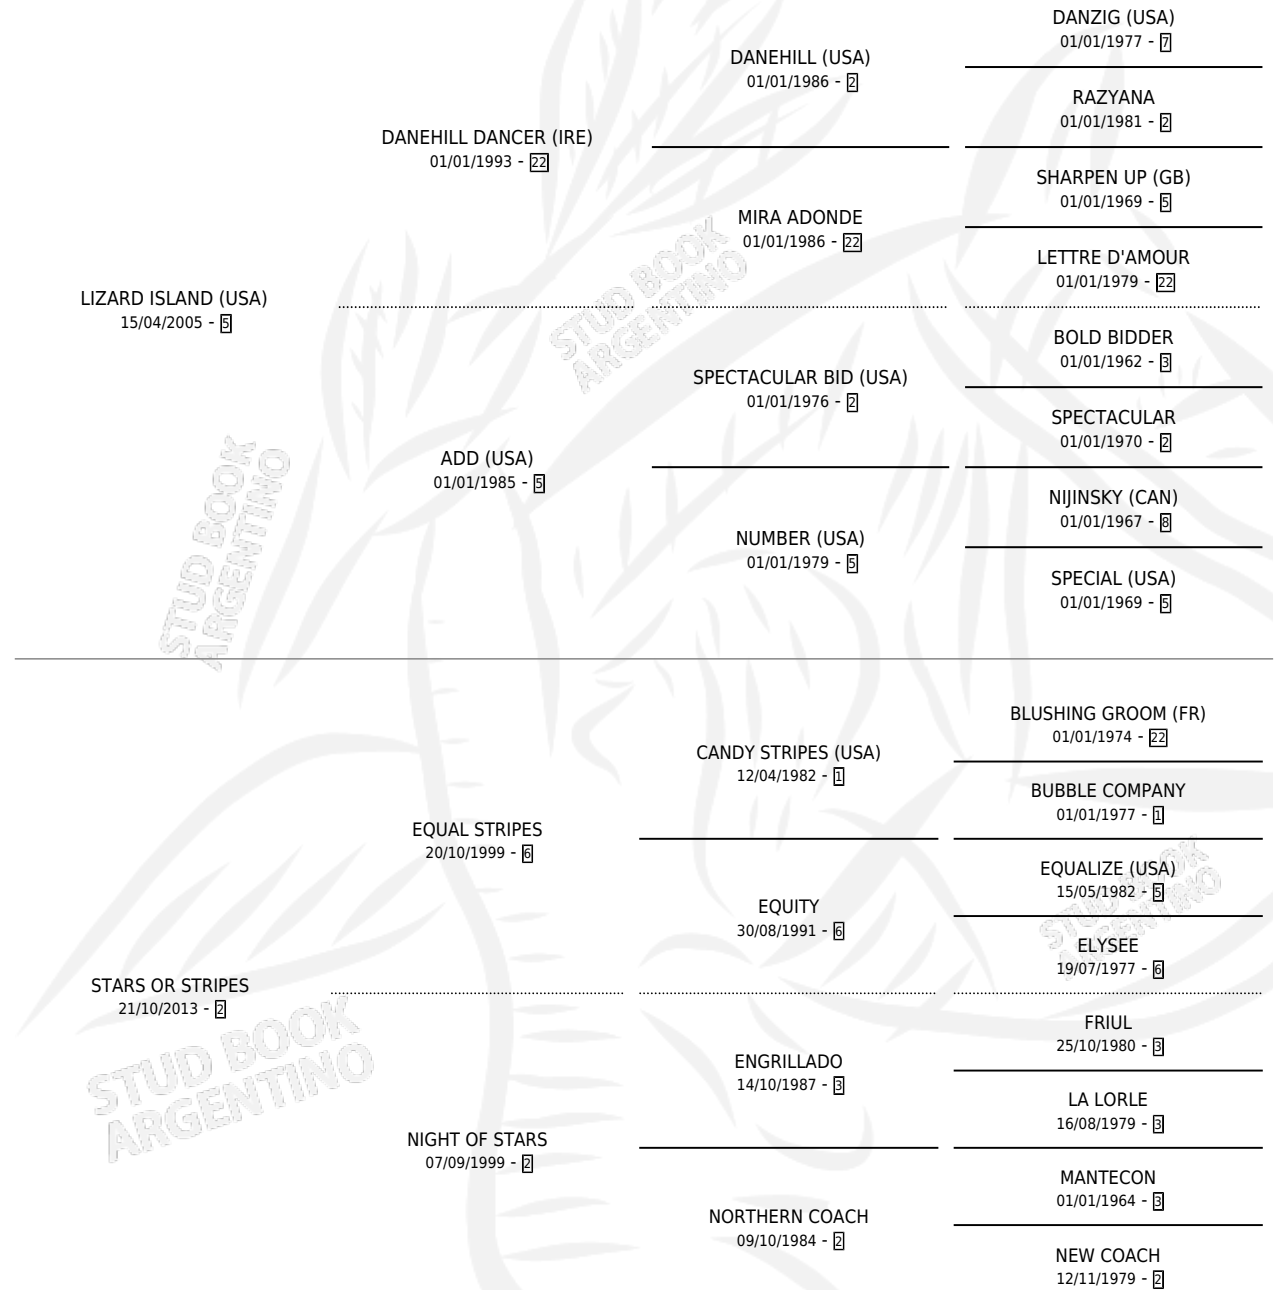 DANZIG (USA)
01/01/1977 - 7
DANEHILL (USA)
01/01/1986 - 2
RAZYANA
01/01/1981 - 2
DANEHILL DANCER (IRE)
01/01/1993 - 22
SHARPEN UP (GB)
01/01/1969 - 5
MIRA ADONDE
01/01/1986 - 22
LETTRE D'AMOUR
01/01/1979 - 22
LIZARD ISLAND (USA)
15/04/2005 - 5
BOLD BIDDER
01/01/1962 - 3
SPECTACULAR BID (USA)
01/01/1976 - 2
SPECTACULAR
01/01/1970 - 2
ADD (USA)
01/01/1985 - 5
NIJINSKY (CAN)
01/01/1967 - 8
NUMBER (USA)
01/01/1979 - 5
SPECIAL (USA)
01/01/1969 - 5
BLUSHING GROOM (FR)
01/01/1974 - 22
CANDY STRIPES (USA)
12/04/1982 - 1
BUBBLE COMPANY
01/01/1977 - 1
EQUAL STRIPES
20/10/1999 - 6
EQUALIZE (USA)
15/05/1982 - 5
EQUITY
30/08/1991 - 6
ELYSEE
19/07/1977 - 6
STARS OR STRIPES
21/10/2013 - 2
FRIUL
25/10/1980 - 3
ENGRILLADO
14/10/1987 - 3
LA LORLE
16/08/1979 - 3
NIGHT OF STARS
07/09/1999 - 2
MANTECON
01/01/1964 - 3
NORTHERN COACH
09/10/1984 - 2
NEW COACH
12/11/1979 - 2
STUD BOOK
ARGENTINO
STUD BOOK
ARGENTINO
STUD BOOK
ARGENTINO
STUD BOOK
ARGENTINO